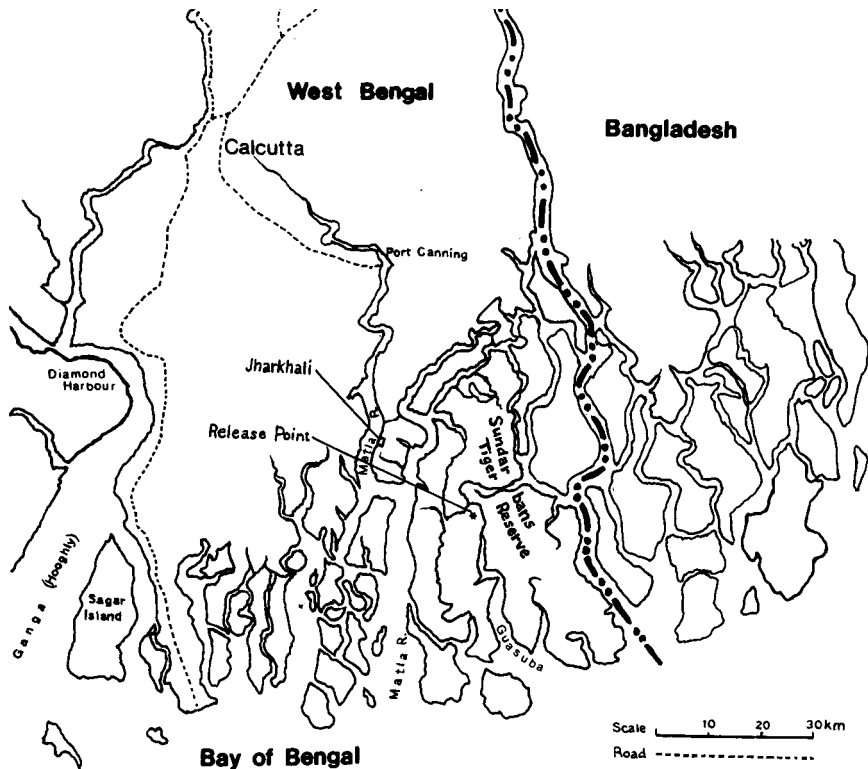 West Bengal
Bangladesh
Calcutta
Port Canning
Diamond
Harbour
Jharkhali
Matla R.
Release Point
Sundar
bans
Tiger
Reserve
Ganga (Hooghly)
Sagar
Island
Matla R.
Guasuba
Bay of Bengal
Scale 10 20 30km
Road